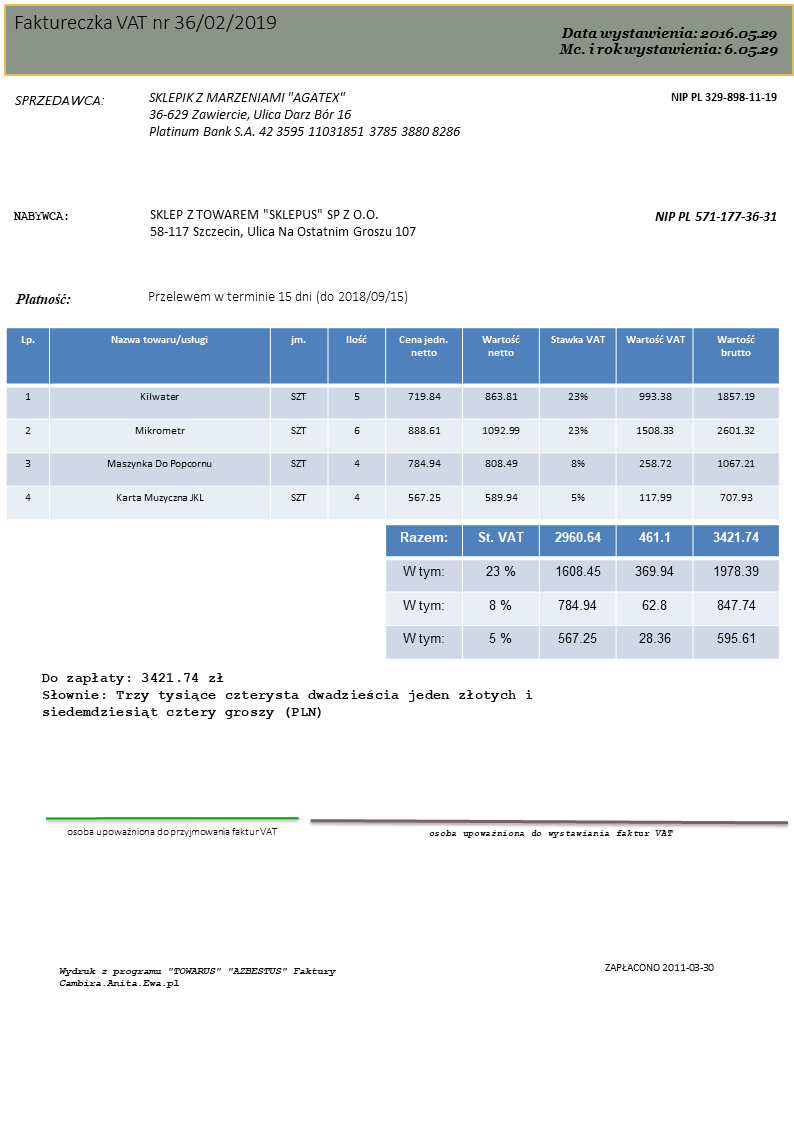 Faktureczka VAT nr 36/02/2019
Data wystawienia: 2016.05.29
Mc. i rok wystawienia: 6.05.29
SPRZEDAWCA: SKLEPIK Z MARZENIAMI "AGATEX" NIP PL 329-898-11-19
36-629 Zawiercie, Ulica Darz Bór 16
Platinum Bank S.A. 42 3595 11031851 3785 3880 8286
NABYWCA: SKLEP Z TOWAREM "SKLEPUS" SP Z O.O. NIP PL 571-177-36-31
58-117 Szczecin, Ulica Na Ostatnim Groszu 107
Płatność: Przelewem w terminie 15 dni (do 2018/09/15)
Lp. Nazwa towaru/usługi jm. Ilość Cena jedn. netto Wartość netto Stawka VAT Wartość VAT Wartość brutto
1 Kilwater SZT 5 719.84 863.81 23% 993.38 1857.19
2 Mikrometr SZT 6 888.61 1092.99 23% 1508.33 2601.32
3 Maszynka Do Popcornu SZT 4 784.94 808.49 8% 258.72 1067.21
4 Karta Muzyczna JKL SZT 4 567.25 589.94 5% 117.99 707.93
Razem: St. VAT 2960.64 461.1 3421.74
W tym: 23 % 1608.45 369.94 1978.39
W tym: 8 % 784.94 62.8 847.74
W tym: 5 % 567.25 28.36 595.61
Do zapłaty: 3421.74 zł
Słownie: Trzy tysiące czterysta dwadzieścia jeden złotych i
siedemdziesiąt cztery groszy (PLN)
osoba upoważniona do przyjmowania faktur VAT osoba upoważniona do wystawiania faktur VAT
Wydruk z programu "TOWARUS" "AZBESTUS" Faktury ZAPŁACONO 2011-03-30
Cambira.Anita.Ewa.pl